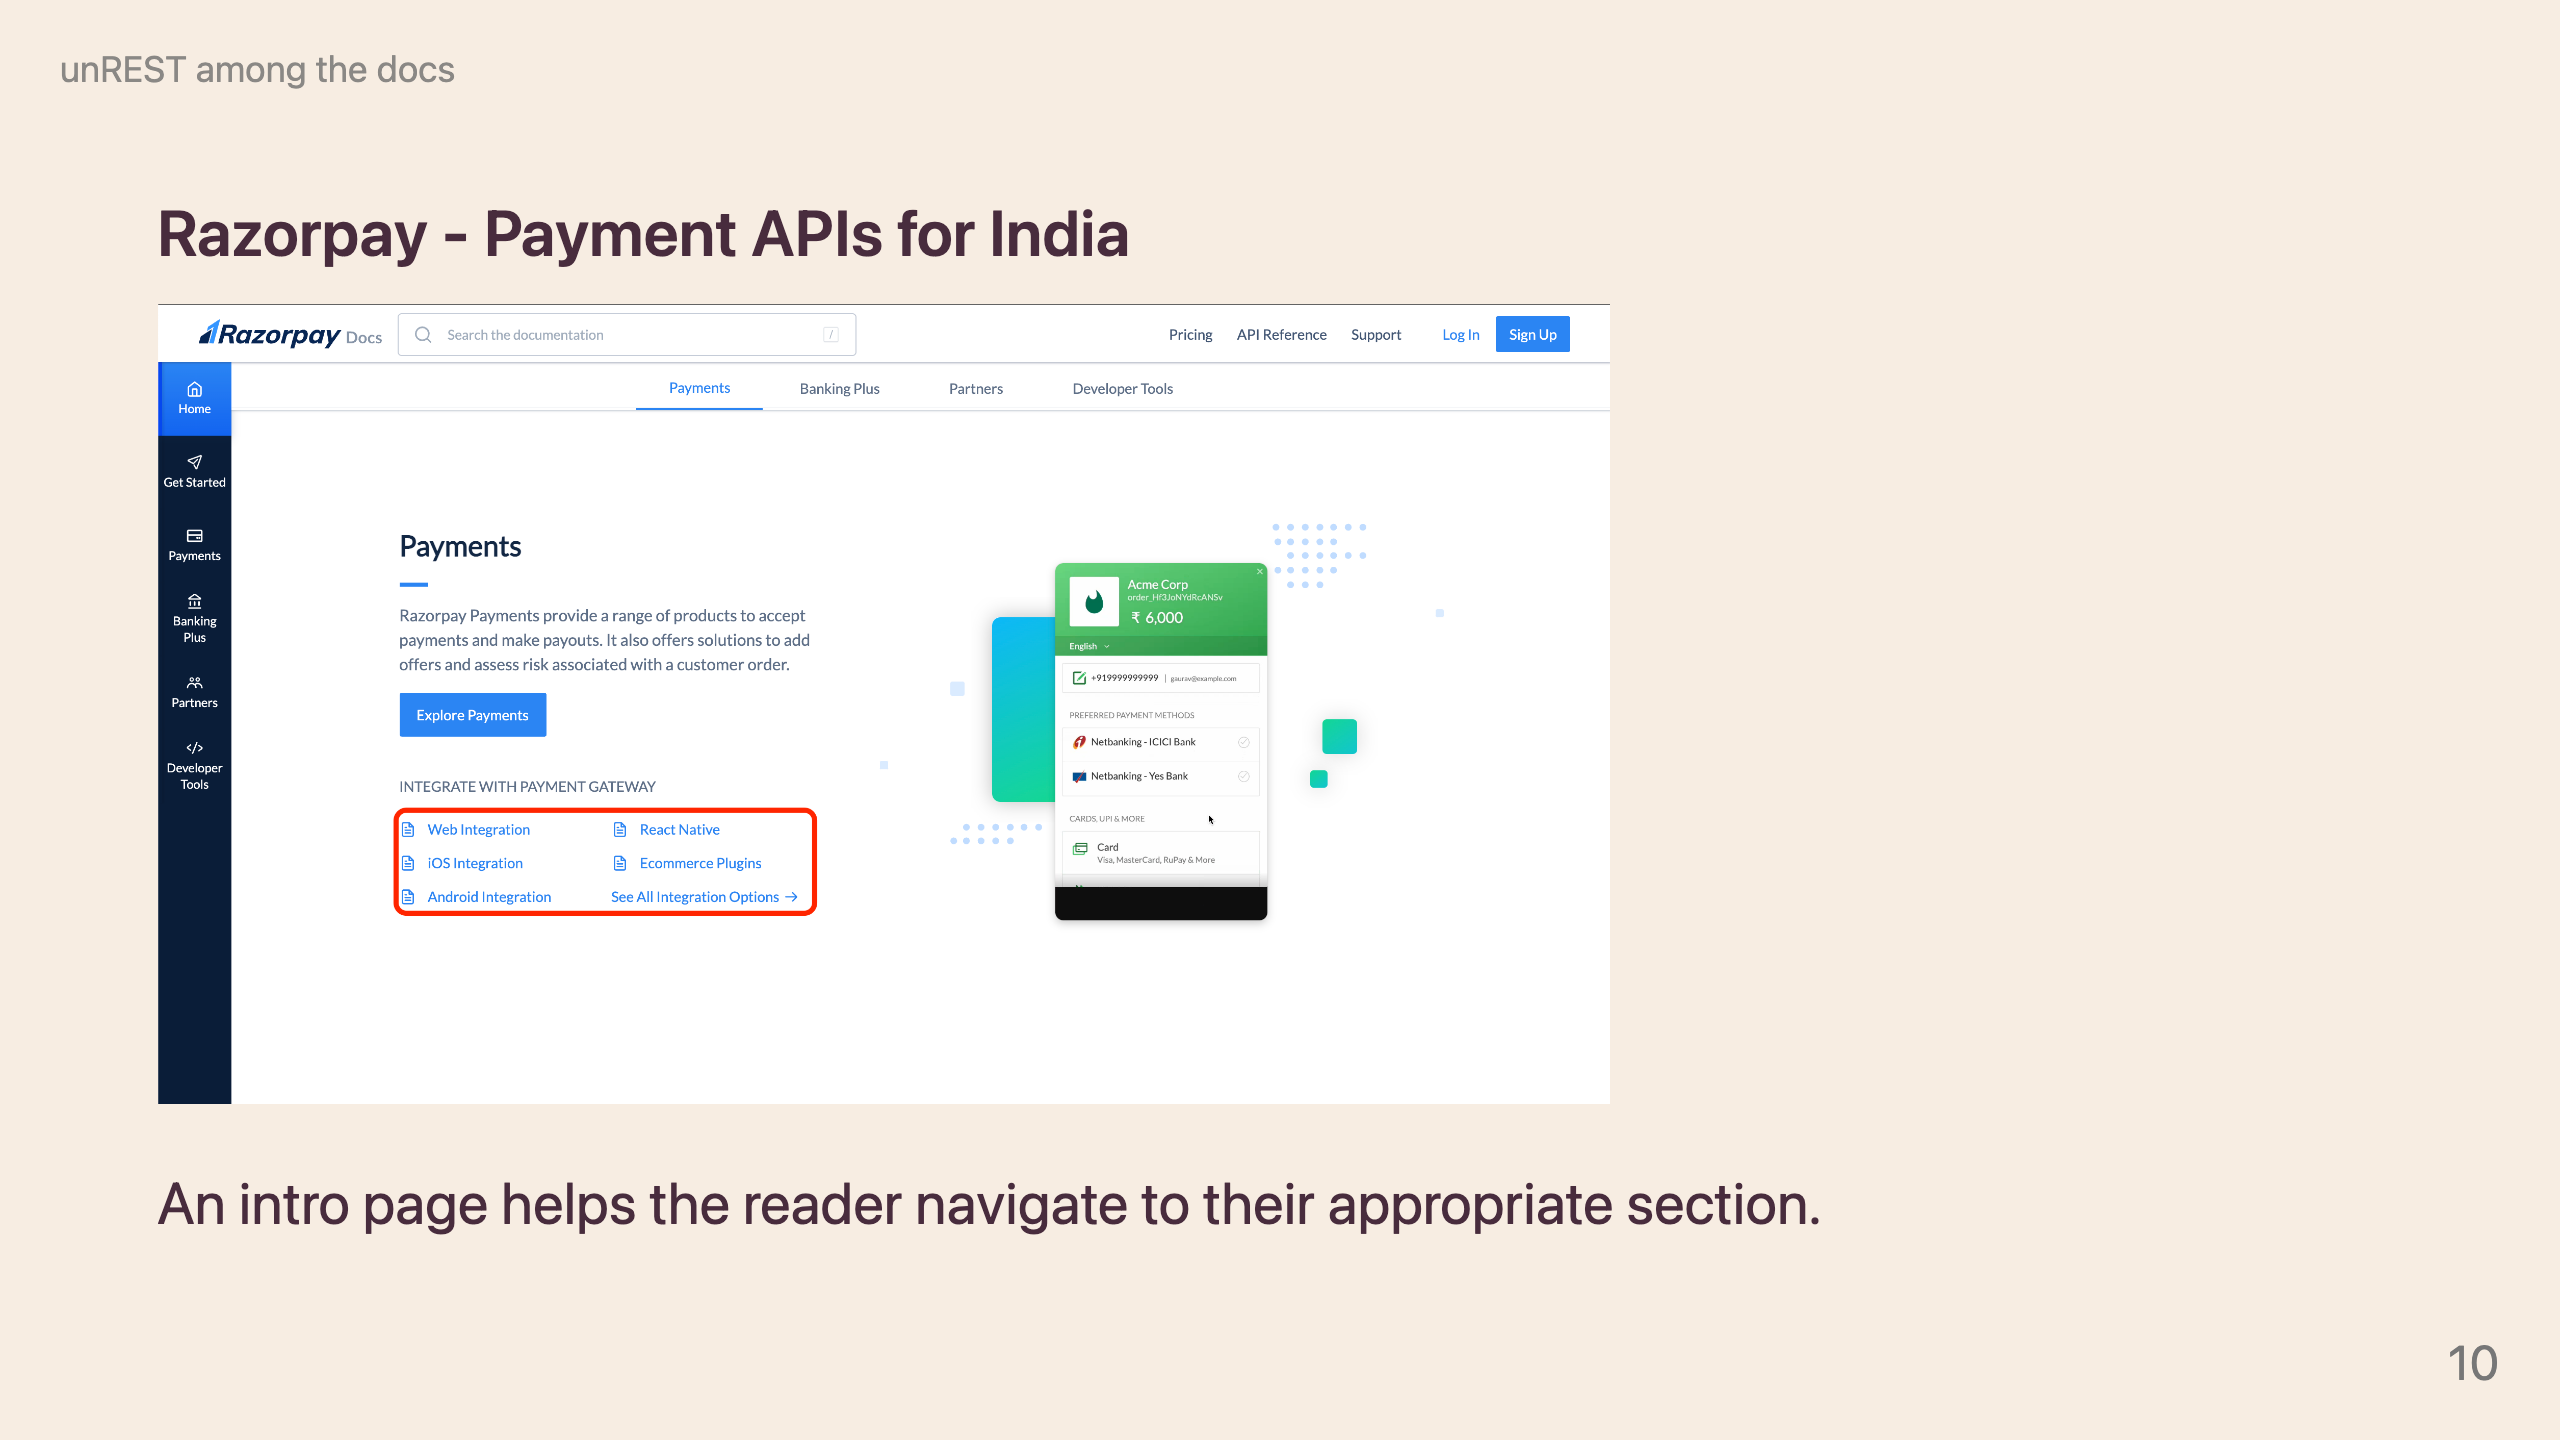 unREST among the docs
Razorpay - Payment APIs for India
Razorpay Docs
Search the documentation
/
Pricing
API Reference
Support
Log In
Sign Up
Payments
Banking Plus
Partners
Developer Tools
Home
Get Started
Payments
Banking
Plus
Partners
Developer
Tools
Payments
Razorpay Payments provide a range of products to accept
payments and make payouts. It also offers solutions to add
offers and assess risk associated with a customer order.
Explore Payments
INTEGRATE WITH PAYMENT GATEWAY
Web Integration
React Native
iOS Integration
Ecommerce Plugins
Android Integration
See All Integration Options →
Acme Corp
order_Hf3JoNYdRcANSv
₹ 6,000
English
+919999999999 | gaurav@example.com
PREFERRED PAYMENT METHODS
Netbanking - ICICI Bank
Netbanking - Yes Bank
CARDS, UPI & MORE
Card
Visa, MasterCard, RuPay & More
An intro page helps the reader navigate to their appropriate section.
10